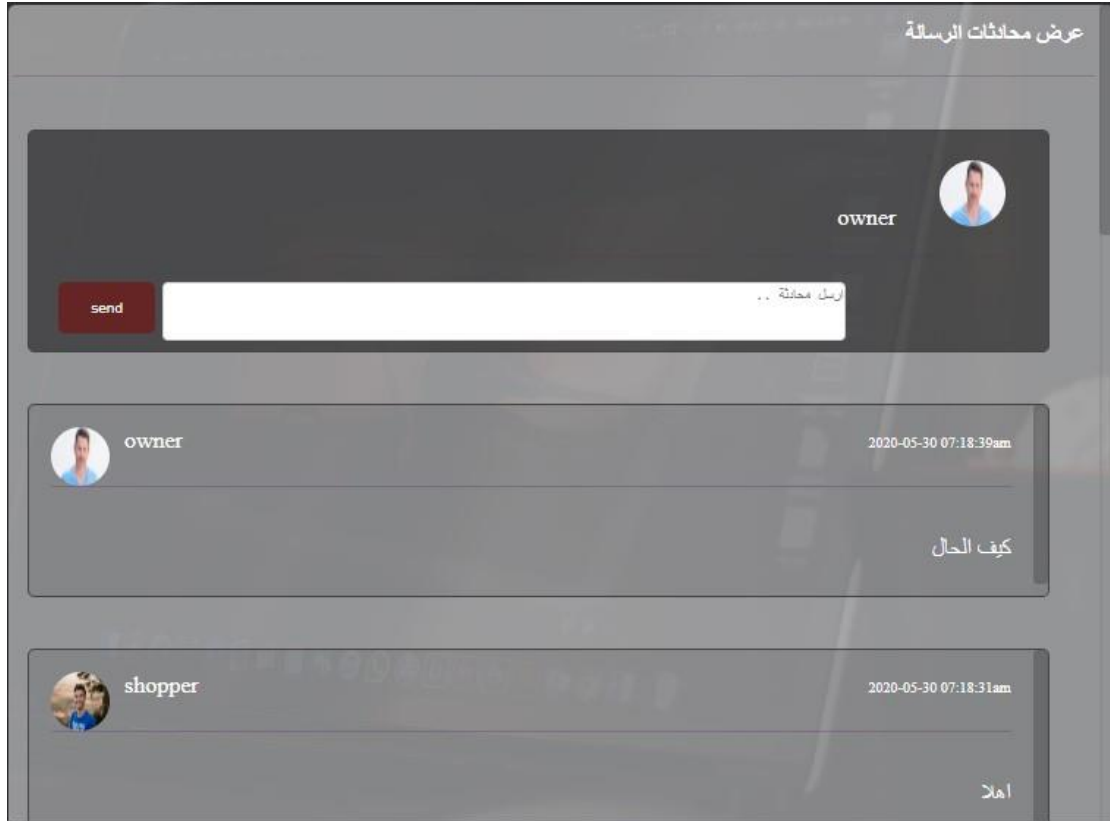 عرض محادثات الرسالة
owner
ارسل محادثة ..
send
owner
2020-05-30 07:18:39am
كيف الحال
shopper
2020-05-30 07:18:31am
اهلا